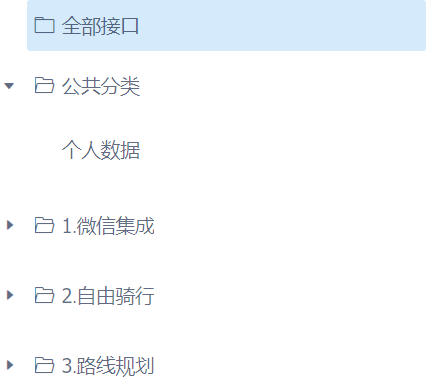 全部接口
公共分类
个人数据
1.微信集成
2.自由骑行
3.路线规划